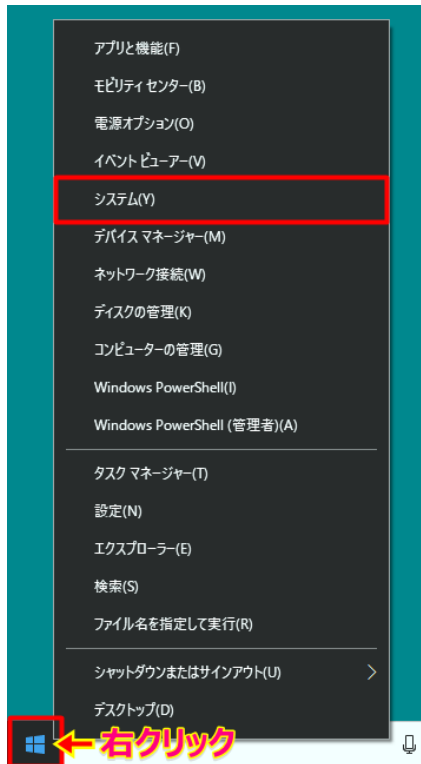 アプリと機能(F)
モビリティ センター(B)
電源オプション(O)
イベント ビューアー(V)
システム(Y)
デバイス マネージャー(M)
ネットワーク接続(W)
ディスクの管理(K)
コンピューターの管理(G)
Windows PowerShell(I)
Windows PowerShell (管理者)(A)
タスク マネージャー(T)
設定(N)
エクスプローラー(E)
検索(S)
ファイル名を指定して実行(R)
シャットダウンまたはサインアウト(U)
デスクトップ(D)
右クリック